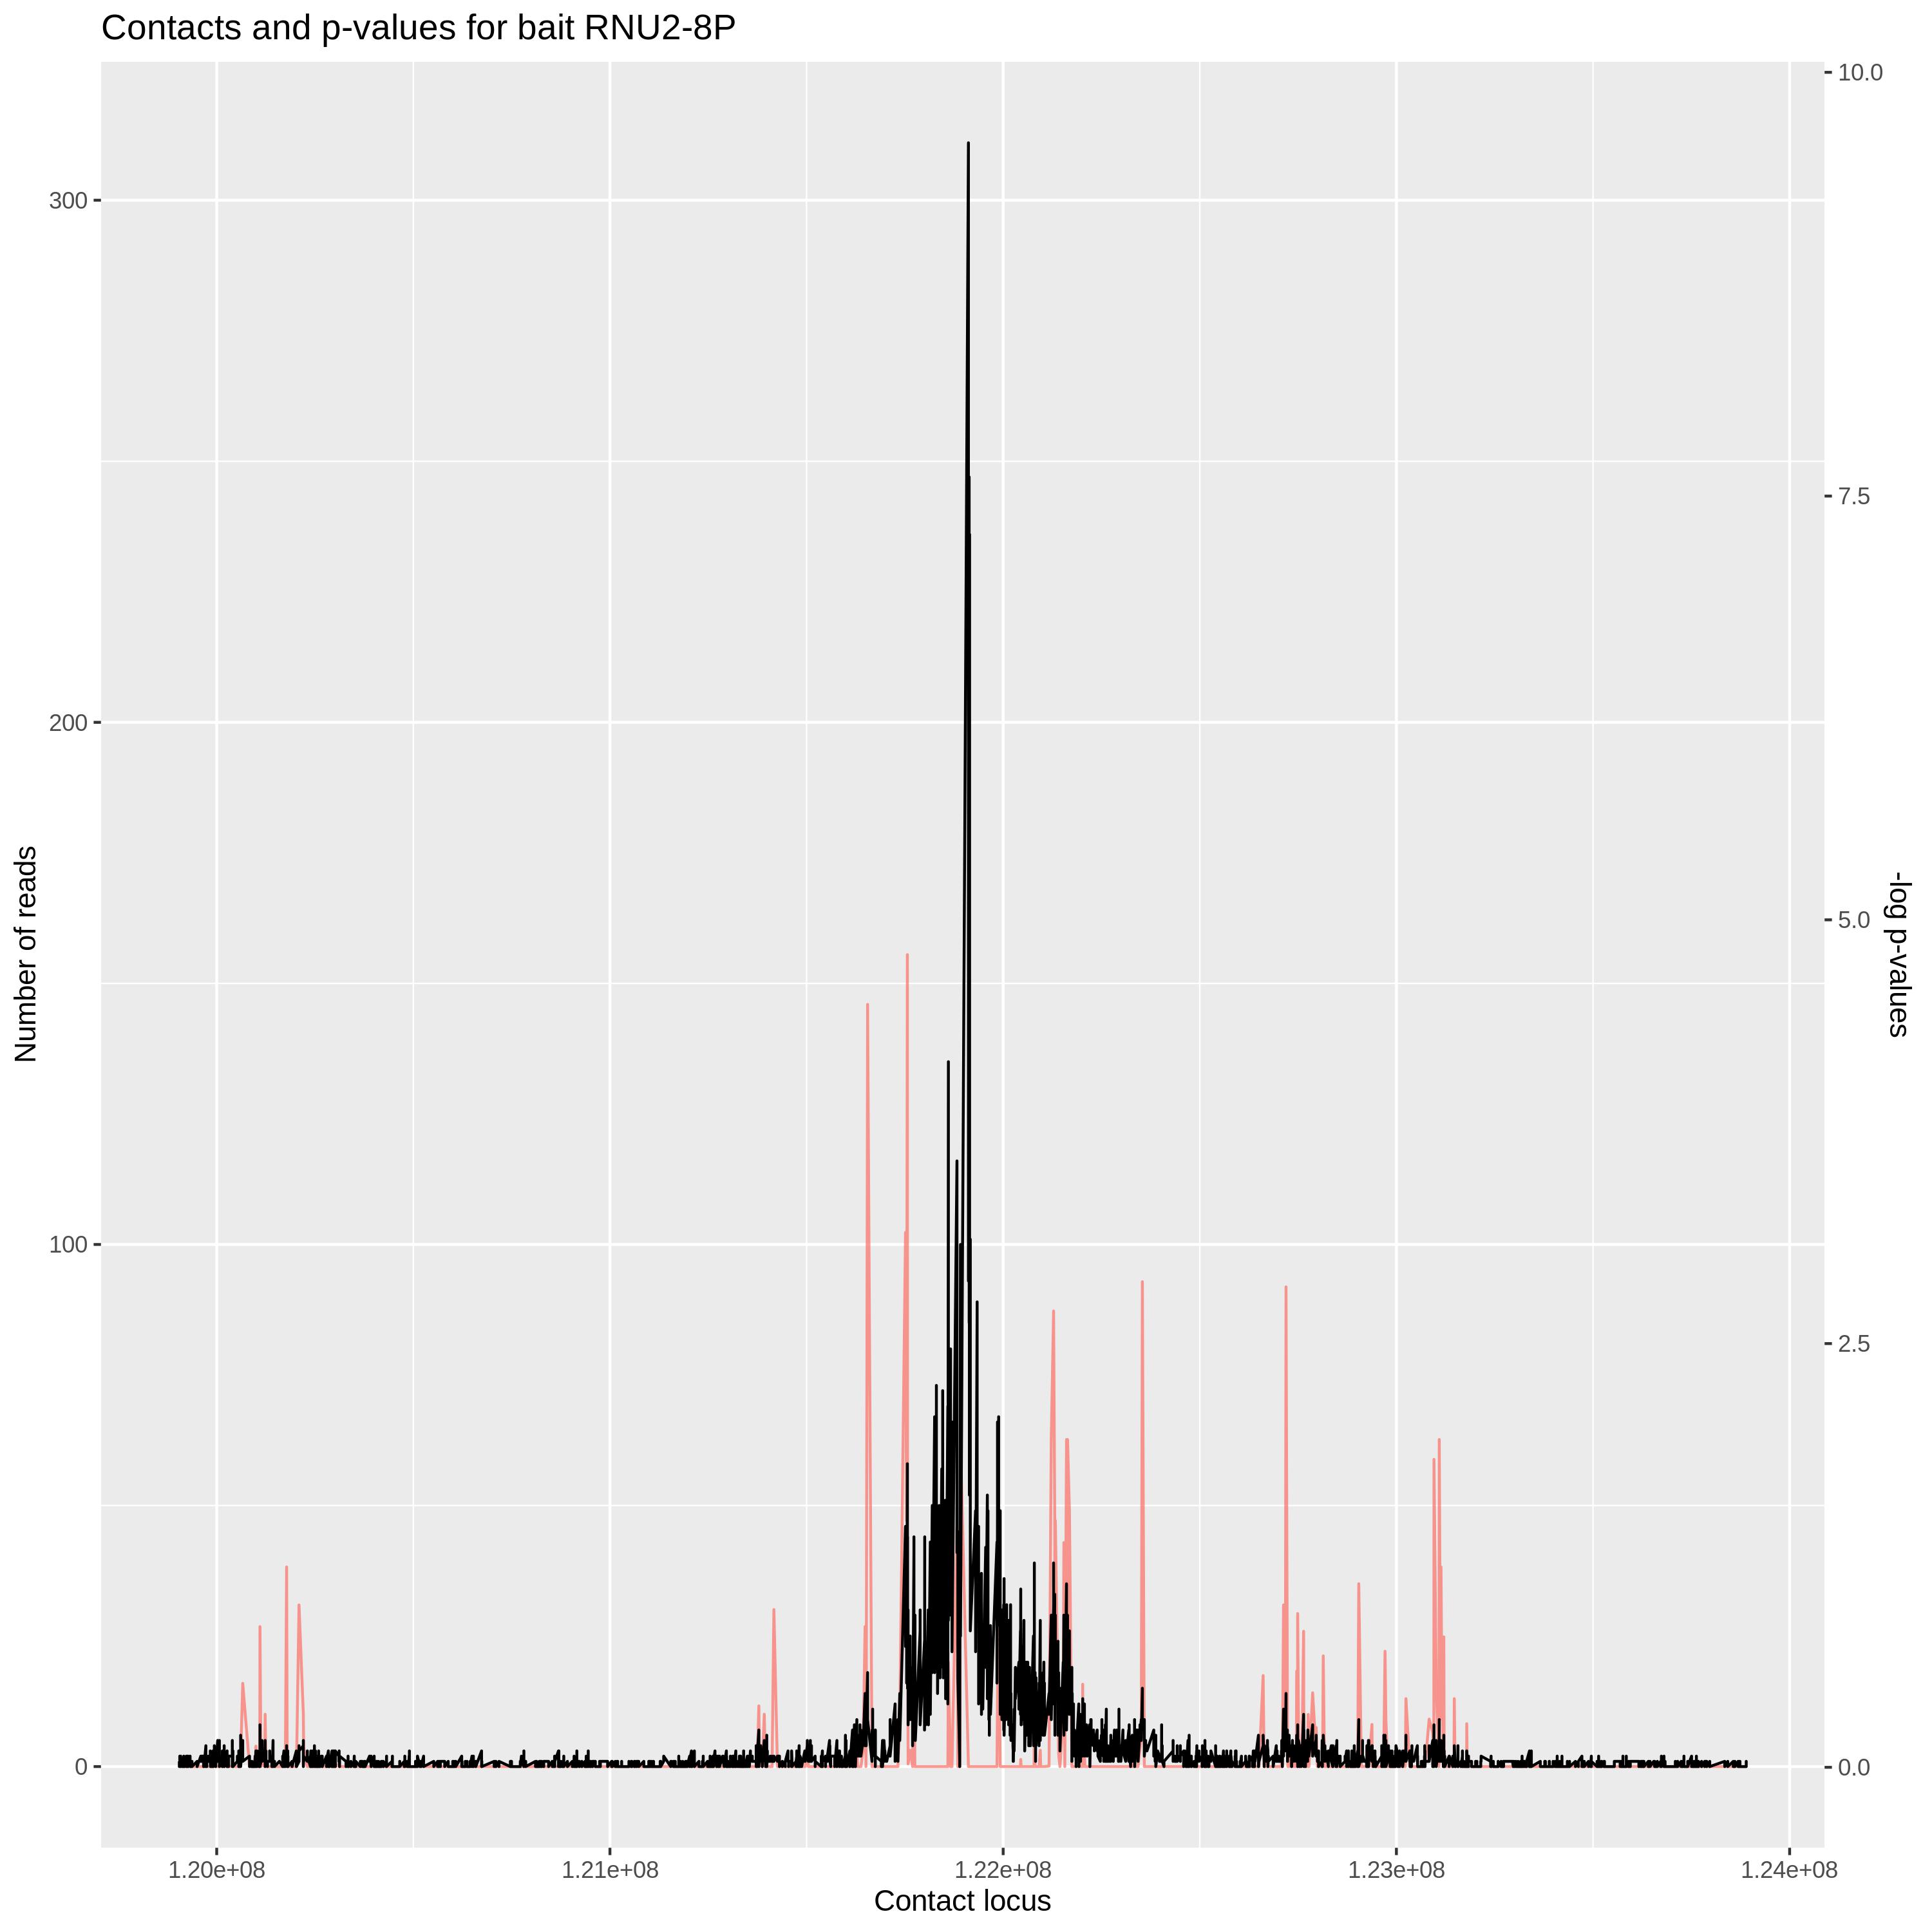 Contacts and p-values for bait RNU2-8P
10.0
300
7.5
200
5.0
Number of reads
-log p-values
100
2.5
0
0.0
1.20e+08 1.21e+08 1.22e+08 1.23e+08 1.24e+08
Contact locus